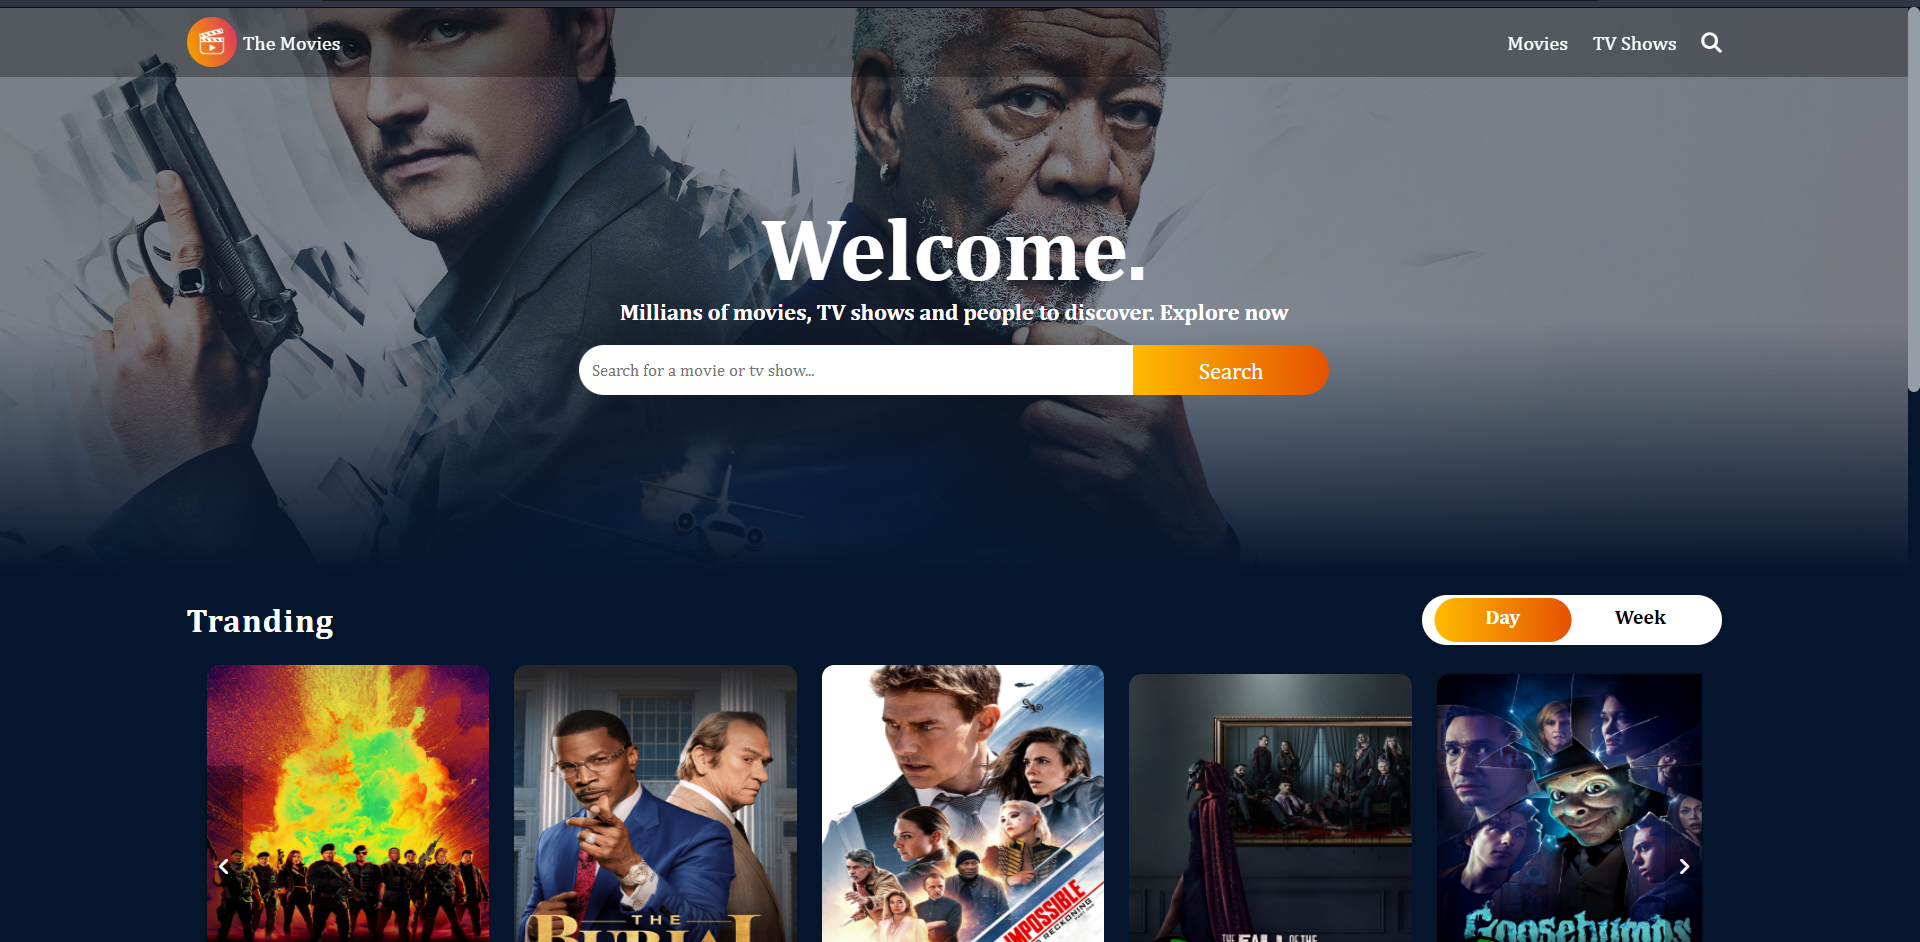 The Movies
Movies TV Shows
Welcome.
Millians of movies, TV shows and people to discover. Explore now
Search for a movie or tv show...
Search
Tranding
Day Week
THE
BURIAL
IMPOSSIBLE
RECKONING
THE FALL OF THE
Goosebumps